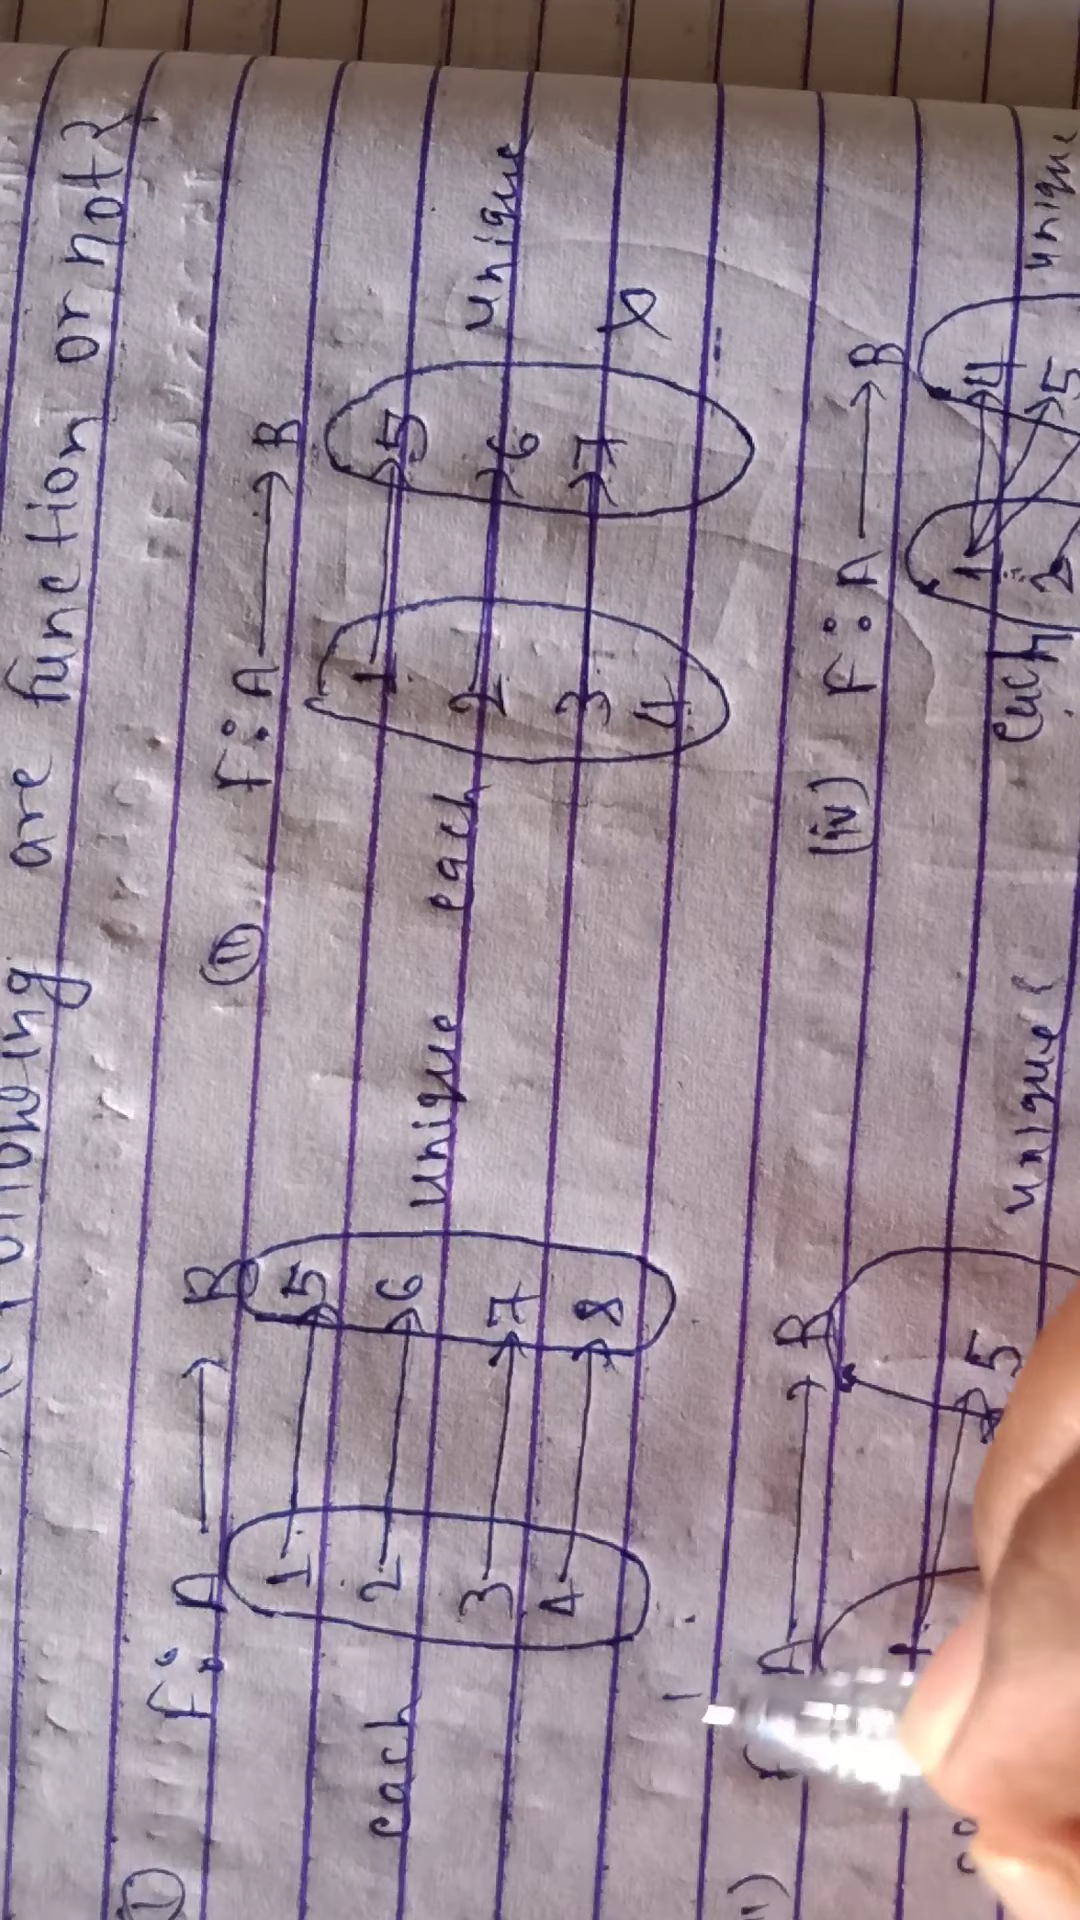 following are function or not?
(I) f: A → B (II) f: A → B
1 → 5 1 → 5
each 2 → 6 unique each 2 → 6 unique
3 → 7 3 → 7
4 → 8 4
A → B (iv) F: A → B
5 unique each 1 4 unique
2 5